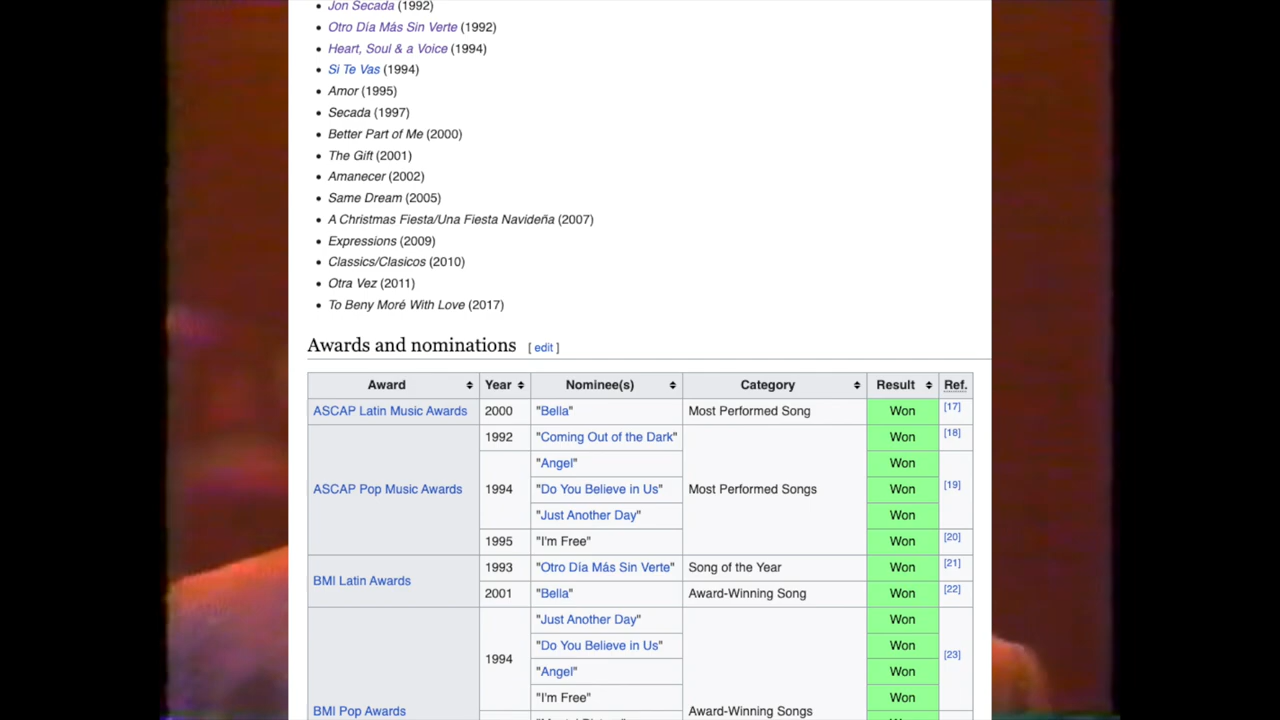 Jon Secada (1992)
Otro Día Más Sin Verte (1992)
Heart, Soul & a Voice (1994)
Si Te Vas (1994)
Amor (1995)
Secada (1997)
Better Part of Me (2000)
The Gift (2001)
Amanecer (2002)
Same Dream (2005)
A Christmas Fiesta/Una Fiesta Navideña (2007)
Expressions (2009)
Classics/Clasicos (2010)
Otra Vez (2011)
To Beny Moré With Love (2017)
Awards and nominations [ edit ]
Award Year Nominee(s) Category Result Ref.
ASCAP Latin Music Awards 2000 "Bella" Most Performed Song Won [17]
1992 "Coming Out of the Dark" Won [18]
"Angel" Won
ASCAP Pop Music Awards 1994 "Do You Believe in Us" Most Performed Songs Won [19]
"Just Another Day" Won
1995 "I'm Free" Won [20]
BMI Latin Awards 1993 "Otro Día Más Sin Verte" Song of the Year Won [21]
2001 "Bella" Award-Winning Song Won [22]
"Just Another Day" Won
1994 "Do You Believe in Us" Won [23]
"Angel" Won
"I'm Free" Won
BMI Pop Awards Award-Winning Songs